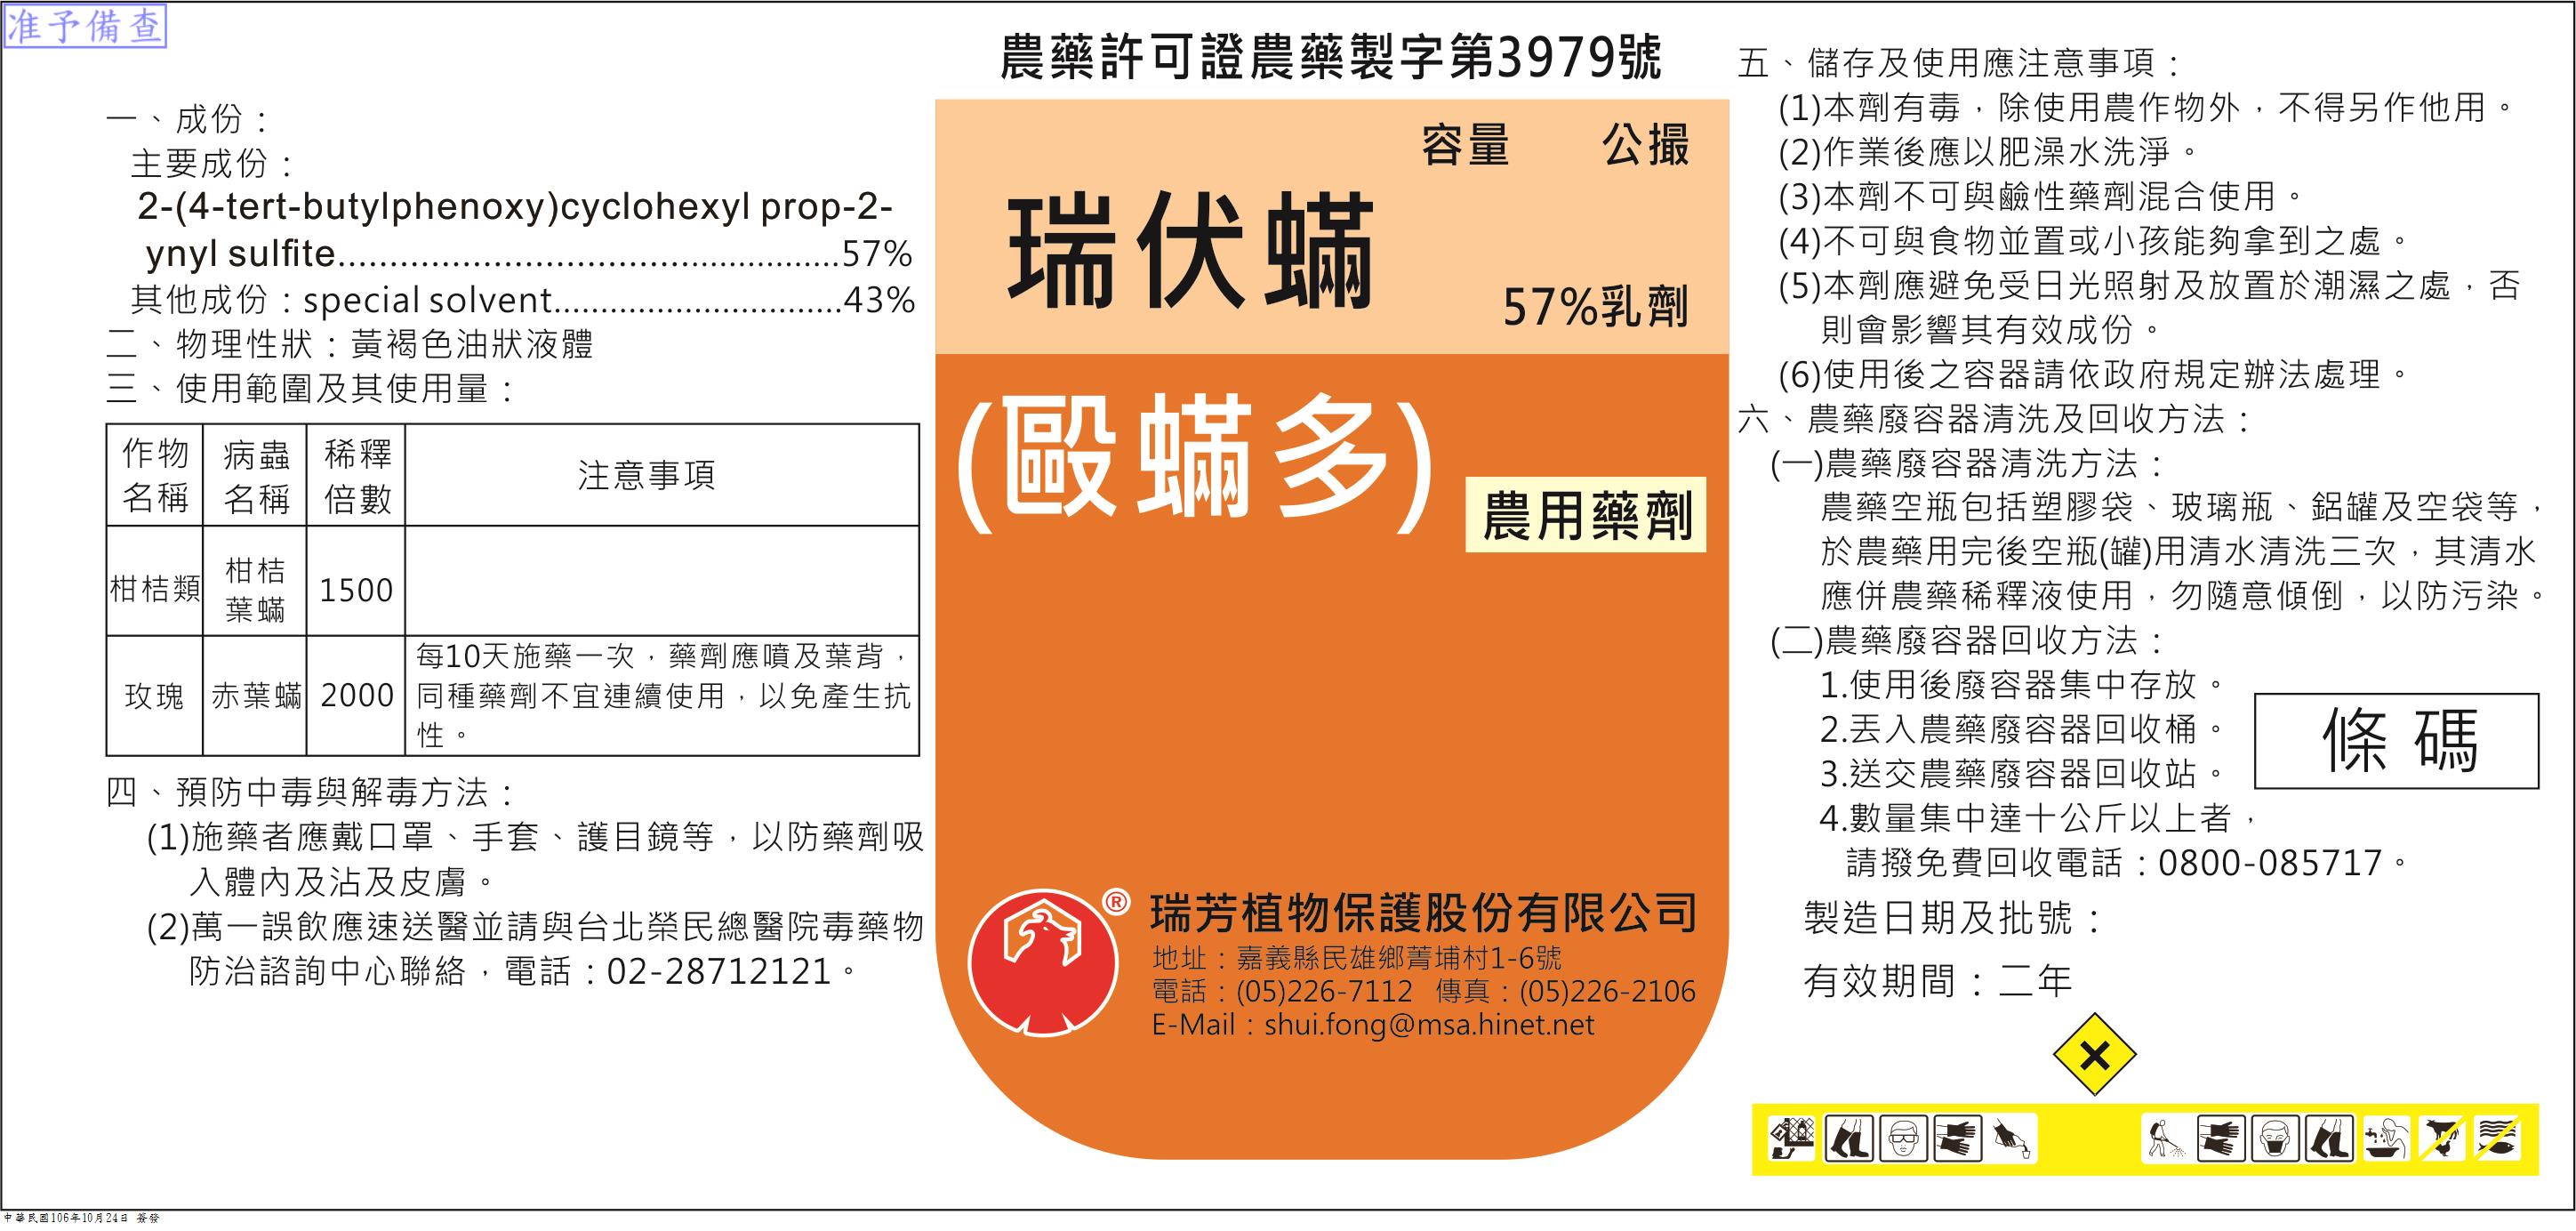 准予備查
一、成份：
主要成份：
2-(4-tert-butylphenoxy)cyclohexyl prop-2-
ynyl sulfite................................................57%
其他成份：special solvent................................43%
二、物理性狀：黃褐色油狀液體
三、使用範圍及其使用量：
作物名稱 病蟲名稱 稀釋倍數 注意事項
柑桔類 柑桔葉蟎 1500
玫瑰 赤葉蟎 2000 每10天施藥一次，藥劑應噴及葉背，
同種藥劑不宜連續使用，以免產生抗
性。
四、預防中毒與解毒方法：
(1)施藥者應戴口罩、手套、護目鏡等，以防藥劑吸
入體內及沾及皮膚。
(2)萬一誤飲應速送醫並請與台北榮民總醫院毒藥物
防治諮詢中心聯絡，電話：02-28712121。
農藥許可證農藥製字第3979號
容量 公撮
瑞伏蟎
57%乳劑
(毆蟎多)
農用藥劑
®
瑞芳植物保護股份有限公司
地址：嘉義縣民雄鄉菁埔村1-6號
電話：(05)226-7112 傳真：(05)226-2106
E-Mail：shui.fong@msa.hinet.net
五、儲存及使用應注意事項：
(1)本劑有毒，除使用農作物外，不得另作他用。
(2)作業後應以肥澡水洗淨。
(3)本劑不可與鹼性藥劑混合使用。
(4)不可與食物並置或小孩能夠拿到之處。
(5)本劑應避免受日光照射及放置於潮濕之處，否
則會影響其有效成份。
(6)使用後之容器請依政府規定辦法處理。
六、農藥廢容器清洗及回收方法：
(一)農藥廢容器清洗方法：
農藥空瓶包括塑膠袋、玻璃瓶、鋁罐及空袋等，
於農藥用完後空瓶(罐)用清水清洗三次，其清水
應併農藥稀釋液使用，勿隨意傾倒，以防污染。
(二)農藥廢容器回收方法：
1.使用後廢容器集中存放。
2.丟入農藥廢容器回收桶。
3.送交農藥廢容器回收站。
4.數量集中達十公斤以上者，
請撥免費回收電話：0800-085717。
條碼
製造日期及批號：
有效期間：二年
中華民國106年10月24日 簽發